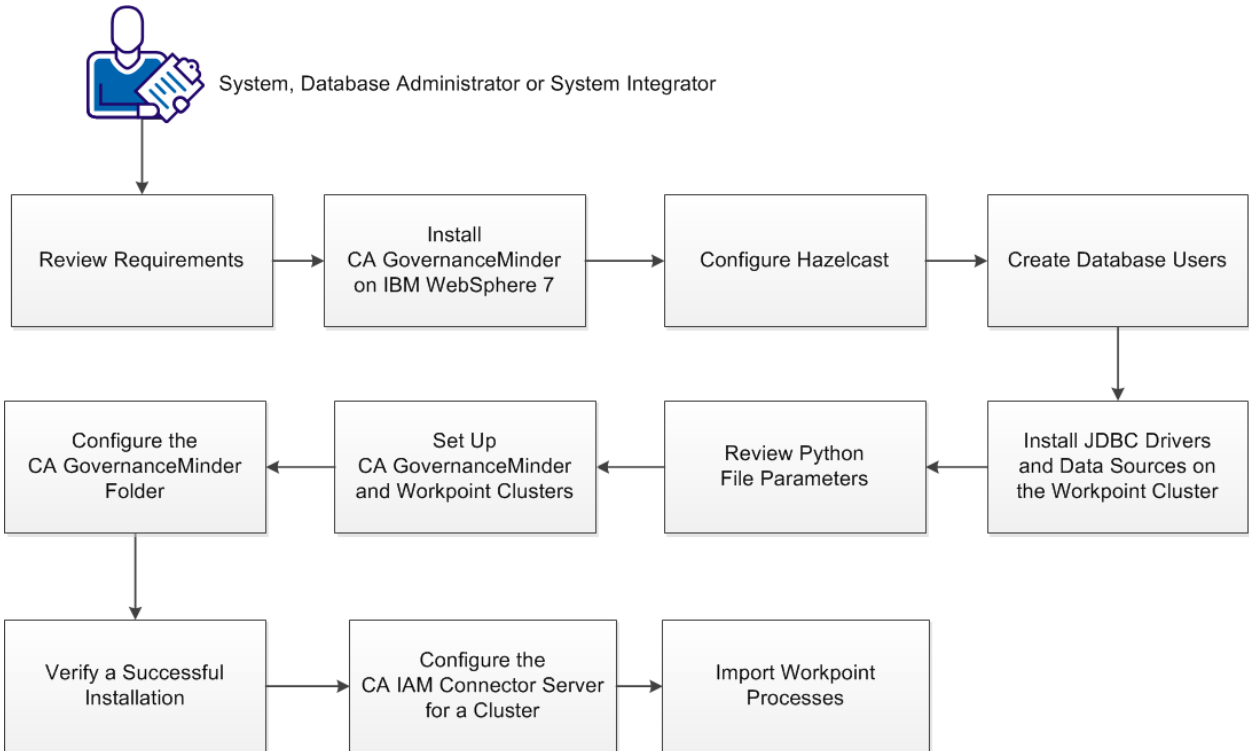 System, Database Administrator or System Integrator
Review Requirements
Install
CA GovernanceMinder
on IBM WebSphere 7
Configure Hazelcast
Create Database Users
Install JDBC Drivers
and Data Sources on
the Workpoint Cluster
Review Python
File Parameters
Set Up
CA GovernanceMinder
and Workpoint Clusters
Configure the
CA GovernanceMinder
Folder
Verify a Successful
Installation
Configure the
CA IAM Connector Server
for a Cluster
Import Workpoint
Processes